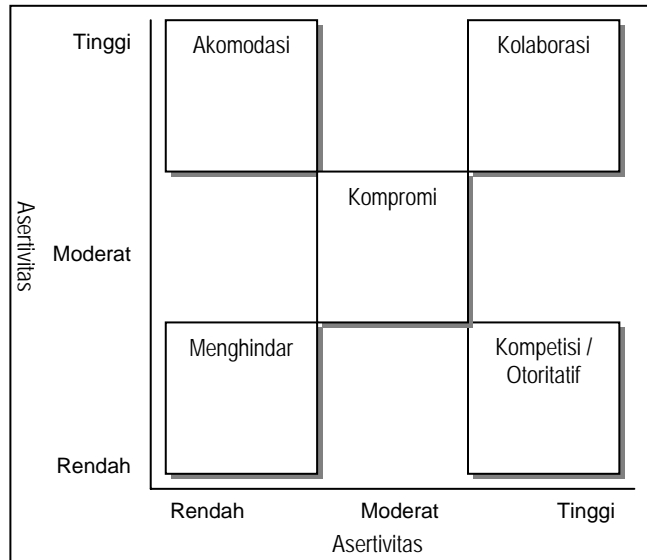 Tinggi
Akomodasi
Kolaborasi
Kompromi
Asertivitas
Moderat
Menghindar
Kompetisi /
Otoritatif
Rendah
Rendah
Moderat
Tinggi
Asertivitas